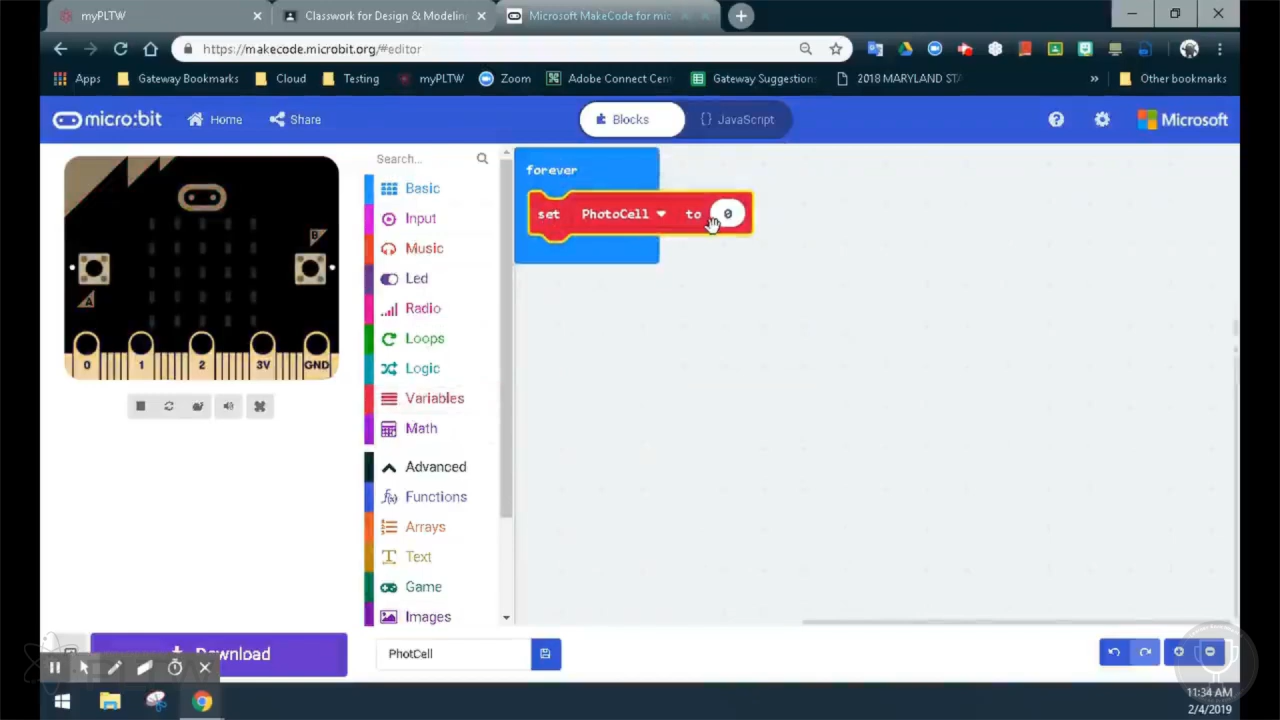 myPLTW
Classwork for Design & Modeling
Microsoft MakeCode for mic
https://makecode.microbit.org/#editor
Apps
Gateway Bookmarks
Cloud
Testing
myPLTW
Zoom
Adobe Connect Cent
Gateway Suggestions
2018 MARYLAND STA
»
Other bookmarks
micro:bit
Home
Share
Blocks
{} JavaScript
Microsoft
Search...
Basic
Input
Music
Led
Radio
Loops
Logic
Variables
Math
Advanced
Functions
Arrays
Text
Game
Images
forever
set PhotoCell to 0
A
B
0 1 2 3V GND
Download
PhotCell
11:34 AM
2/4/2019